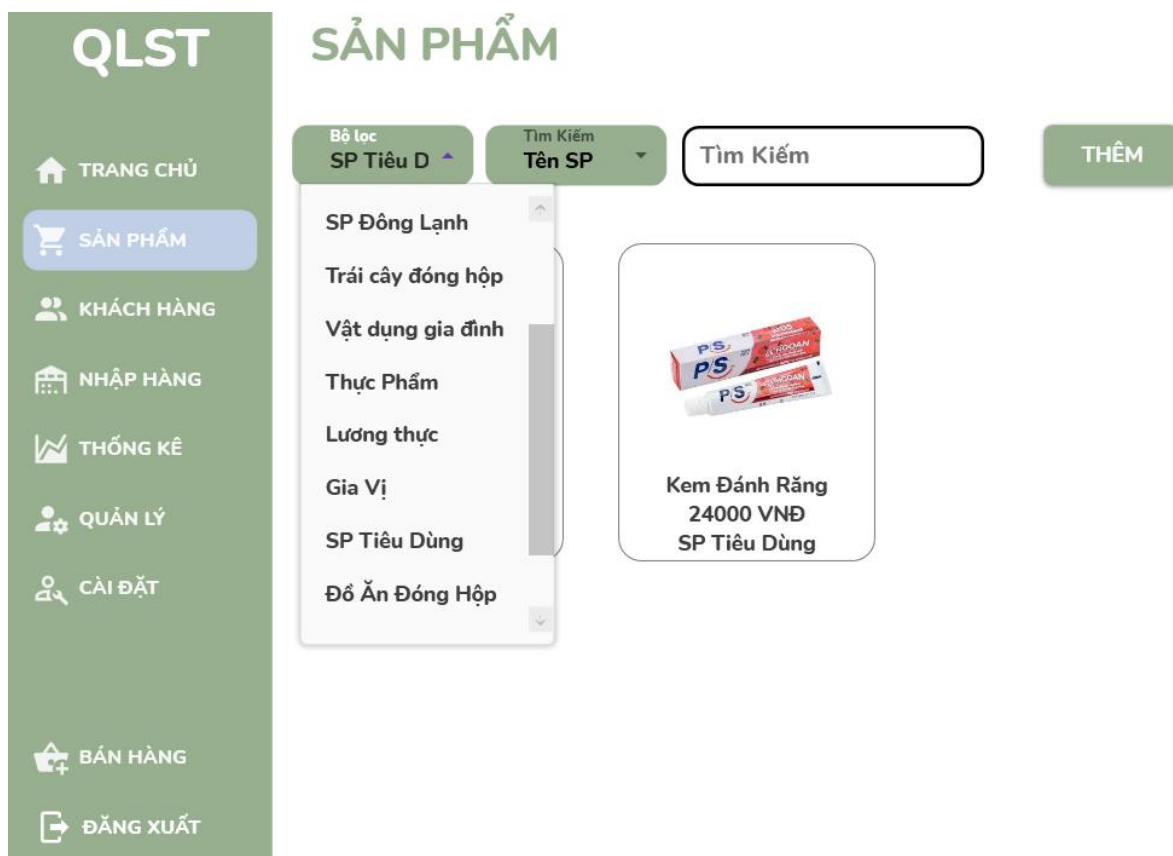 QLST
SẢN PHẨM
Bộ lọc
SP Tiêu D
Tìm Kiếm
Tên SP
Tìm Kiếm
THÊM
TRANG CHỦ
SẢN PHẨM
KHÁCH HÀNG
NHẬP HÀNG
THỐNG KÊ
QUẢN LÝ
CÀI ĐẶT
BÁN HÀNG
ĐĂNG XUẤT
SP Đông Lạnh
Trái cây đóng hộp
Vật dụng gia đình
Thực Phẩm
Lương thực
Gia Vị
SP Tiêu Dùng
Đồ Ăn Đóng Hộp
P/S
P/S
P/S
Kem Đánh Răng
24000 VNĐ
SP Tiêu Dùng